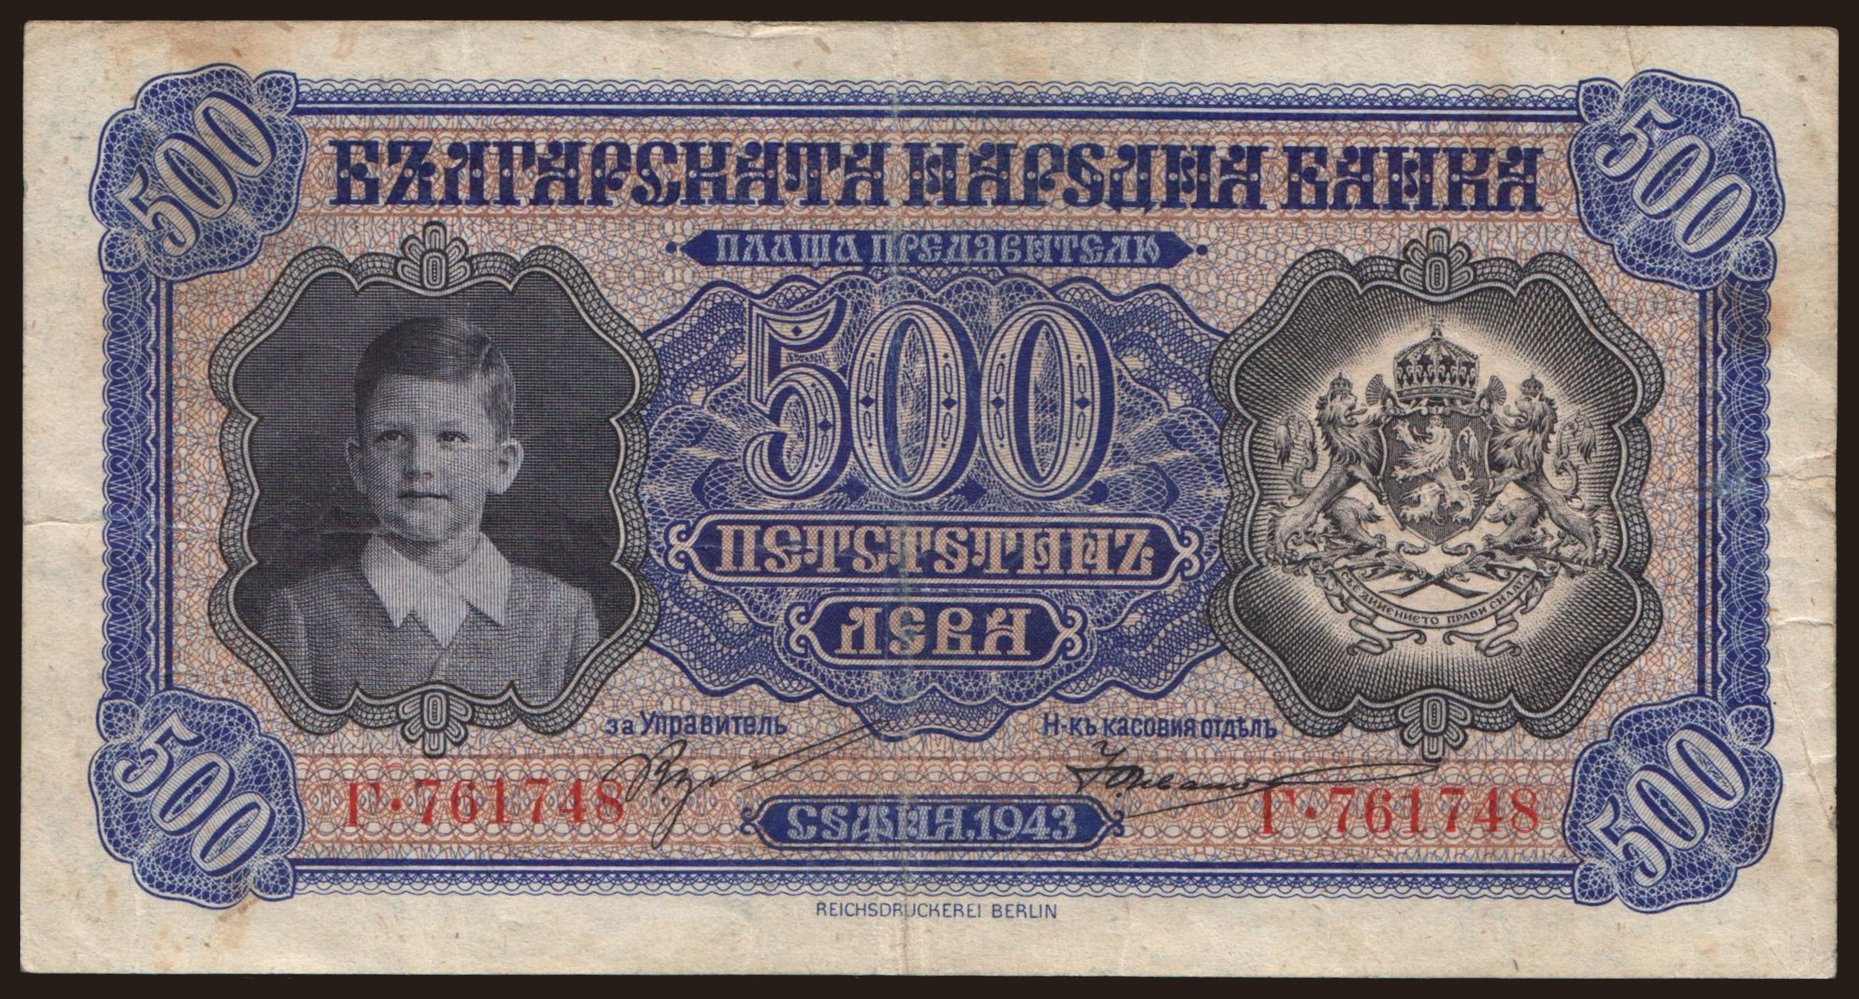 500 500
БЪЛГАРСКАТА НАРОДНА БАНКА
ПЛАЩА ПРЕДАВИТЕЛЮ
500
ПЕТСТОТИНЪ
ЛЕВА
СЪЕДИНЕНИЕТО ПРАВИ СИЛАТА
за Управитель Н-къ касовия отдѣлъ
Г·761748 Г·761748
СОФИЯ.1943
500 500
REICHSDRUCKEREI BERLIN